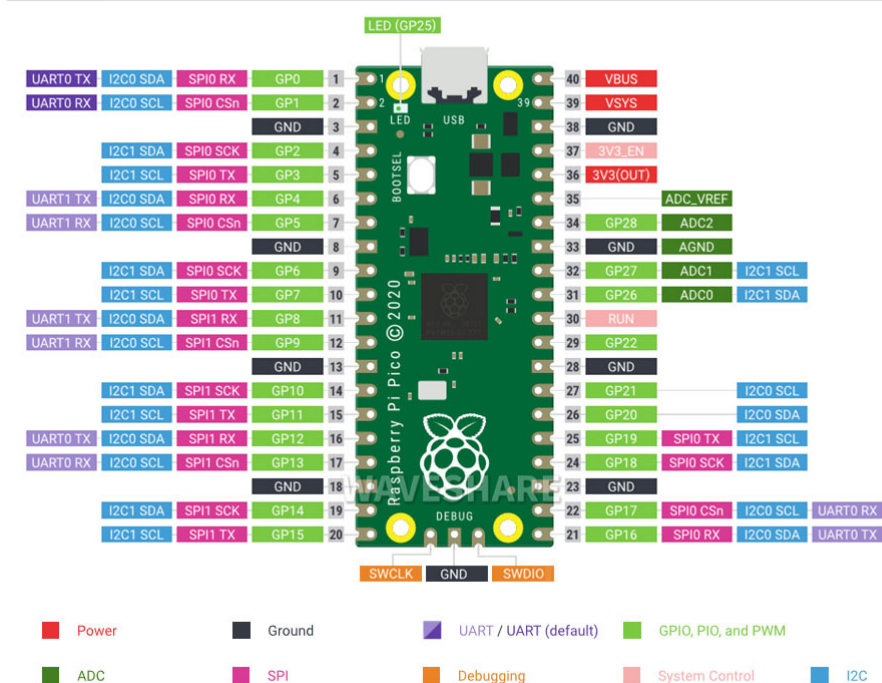 LED (GP25)
UART0 TX I2C0 SDA SPI0 RX GP0 1 1 40 VBUS
UART0 RX I2C0 SCL SPI0 CSn GP1 2 2 39 39 VSYS
LED USB
GND 3 38 GND
I2C1 SDA SPI0 SCK GP2 4 37 3V3_EN
I2C1 SCL SPI0 TX GP3 5 36 3V3(OUT)
BOOTSEL
UART1 TX I2C0 SDA SPI0 RX GP4 6 35 ADC_VREF
UART1 RX I2C0 SCL SPI0 CSn GP5 7 34 GP28 ADC2
GND 8 33 GND AGND
I2C1 SDA SPI0 SCK GP6 9 32 GP27 ADC1 I2C1 SCL
I2C1 SCL SPI0 TX GP7 10 31 GP26 ADC0 I2C1 SDA
UART1 TX I2C0 SDA SPI1 RX GP8 11 30 RUN
UART1 RX I2C0 SCL SPI1 CSn GP9 12 29 GP22
GND 13 28 GND
I2C1 SDA SPI1 SCK GP10 14 27 GP21 I2C0 SCL
I2C1 SCL SPI1 TX GP11 15 26 GP20 I2C0 SDA
UART0 TX I2C0 SDA SPI1 RX GP12 16 25 GP19 SPI0 TX I2C1 SCL
UART0 RX I2C0 SCL SPI1 CSn GP13 17 24 GP18 SPI0 SCK I2C1 SDA
Raspberry Pi Pico © 2020
GND 18 23 GND
WAVESHARE
I2C1 SDA SPI1 SCK GP14 19 22 GP17 SPI0 CSn I2C0 SCL UART0 RX
DEBUG
I2C1 SCL SPI1 TX GP15 20 21 GP16 SPI0 RX I2C0 SDA UART0 TX
SWCLK GND SWDIO
Power Ground UART / UART (default) GPIO, PIO, and PWM
ADC SPI Debugging System Control I2C